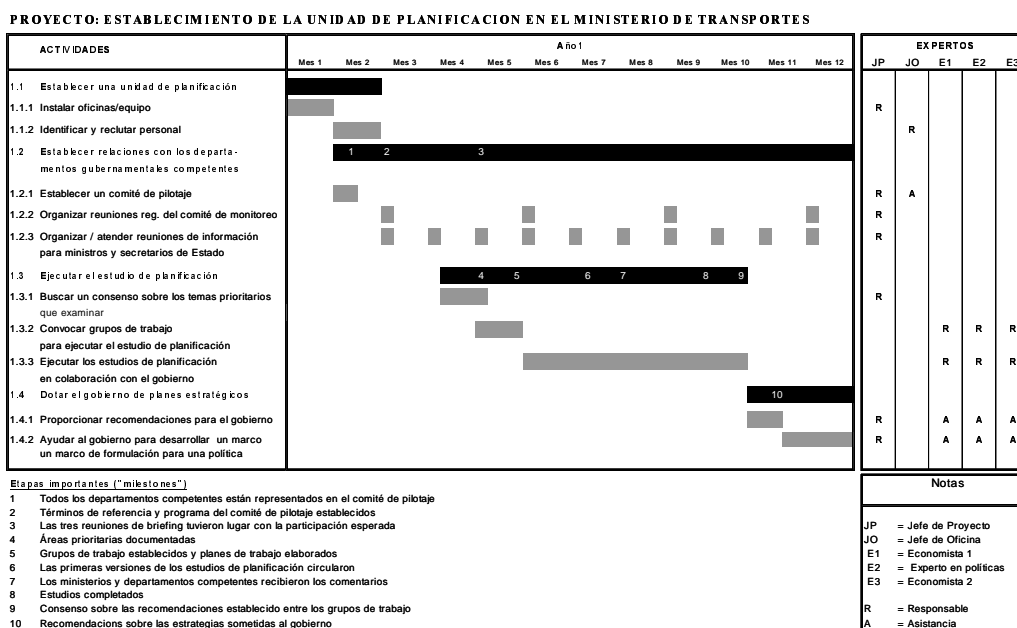 PROYECTO: ESTABLECIMIENTO DE LA UNIDAD DE PLANIFICACION EN EL MINISTERIO DE TRANSPORTES
ACTIVIDADES
Año1
EXPERTOS
Mes 1 Mes 2 Mes 3 Mes 4 Mes 5 Mes 6 Mes 7 Mes 8 Mes 9 Mes 10 Mes 11 Mes 12
JP JO E1 E2 E3
1.1 Establecer una unidad de planificación
1.1.1 Instalar oficinas/equipo R
1.1.2 Identificar y reclutar personal R
1.2 Establecer relaciones con los departa- 1 2 3
mentos gubernamentales competentes
1.2.1 Establecer un comité de pilotaje R A
1.2.2 Organizar reuniones reg. del comité de monitoreo R
1.2.3 Organizar / atender reuniones de información R
para ministros y secretarios de Estado
1.3 Ejecutar el estudio de planificación 4 5 6 7 8 9
1.3.1 Buscar un consenso sobre los temas prioritarios R
que examinar
1.3.2 Convocar grupos de trabajo R R R
para ejecutar el estudio de planificación
1.3.3 Ejecutar los estudios de planificación R R R
en colaboración con el gobierno
1.4 Dotar el gobierno de planes estratégicos 10
1.4.1 Proporcionar recomendaciones para el gobierno R A A A
1.4.2 Ayudar al gobierno para desarrollar un marco R A A A
un marco de formulación para una política
Etapas importantes ("milestones")
1 Todos los departamentos competentes están representados en el comité de pilotaje
2 Términos de referencia y programa del comité de pilotaje establecidos
3 Las tres reuniones de briefing tuvieron lugar con la participación esperada
4 Áreas prioritarias documentadas
5 Grupos de trabajo establecidos y planes de trabajo elaborados
6 Las primeras versiones de los estudios de planificación circularon
7 Los ministerios y departamentos competentes recibieron los comentarios
8 Estudios completados
9 Consenso sobre las recomendaciones establecido entre los grupos de trabajo
10 Recomendacions sobre las estrategias sometidas al gobierno
Notas
JP = Jefe de Proyecto
JO = Jefe de Oficina
E1 = Economista 1
E2 = Experto en políticas
E3 = Economista 2
R = Responsable
A = Asistancia